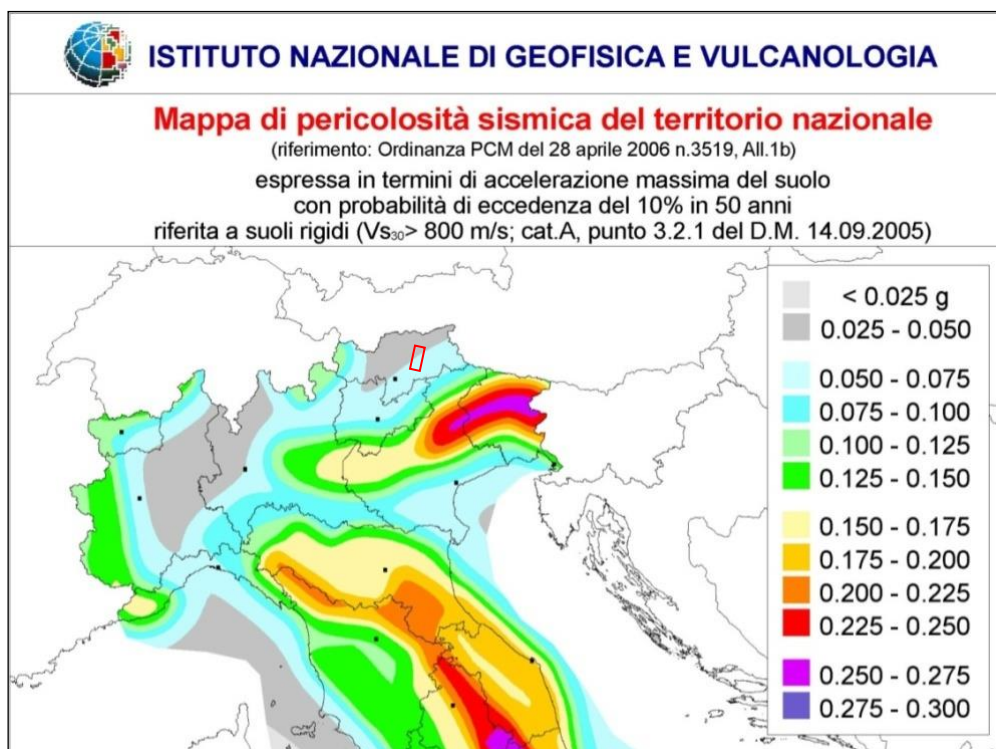 ISTITUTO NAZIONALE DI GEOFISICA E VULCANOLOGIA
Mappa di pericolosità sismica del territorio nazionale
(riferimento: Ordinanza PCM del 28 aprile 2006 n.3519, All.1b)
espressa in termini di accelerazione massima del suolo
con probabilità di eccedenza del 10% in 50 anni
riferita a suoli rigidi (Vs30> 800 m/s; cat.A, punto 3.2.1 del D.M. 14.09.2005)
< 0.025 g
0.025 - 0.050
0.050 - 0.075
0.075 - 0.100
0.100 - 0.125
0.125 - 0.150
0.150 - 0.175
0.175 - 0.200
0.200 - 0.225
0.225 - 0.250
0.250 - 0.275
0.275 - 0.300